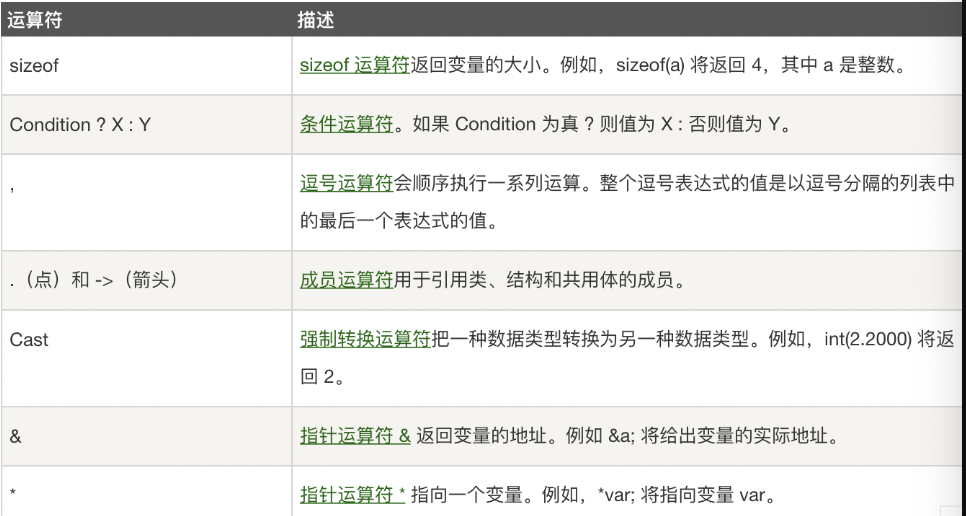 运算符 描述
sizeof sizeof 运算符返回变量的大小。例如，sizeof(a) 将返回 4，其中 a 是整数。
Condition ? X : Y 条件运算符。如果 Condition 为真 ? 则值为 X : 否则值为 Y。
, 逗号运算符会顺序执行一系列运算。整个逗号表达式的值是以逗号分隔的列表中
的最后一个表达式的值。
.（点）和 ->（箭头） 成员运算符用于引用类、结构和共用体的成员。
Cast 强制转换运算符把一种数据类型转换为另一种数据类型。例如，int(2.2000) 将返
回 2。
& 指针运算符 & 返回变量的地址。例如 &a; 将给出变量的实际地址。
* 指针运算符 * 指向一个变量。例如，*var; 将指向变量 var。